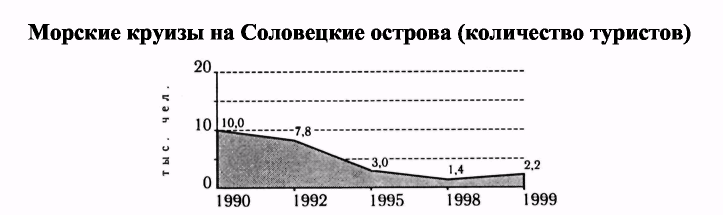 Морские круизы на Соловецкие острова (количество туристов)
тыс. чел.
20
10
0
10,0
7,8
3,0
1,4
2,2
1990 1992 1995 1998 1999